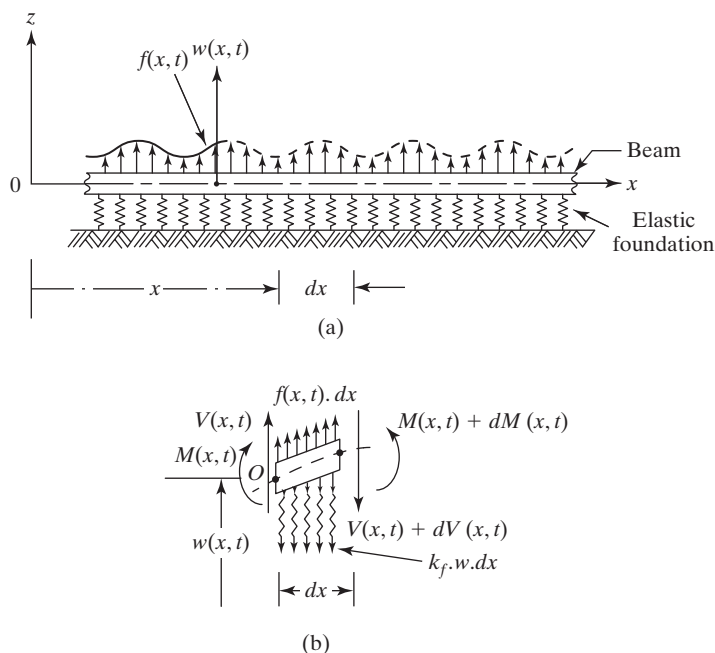 z
f(x, t) w(x, t)
Beam
0
x
Elastic
foundation
x
dx
(a)
f(x, t). dx
V(x, t)
M(x, t) + dM (x, t)
M(x, t)
O
V(x, t) + dV (x, t)
w(x, t)
k_f.w.dx
dx
(b)